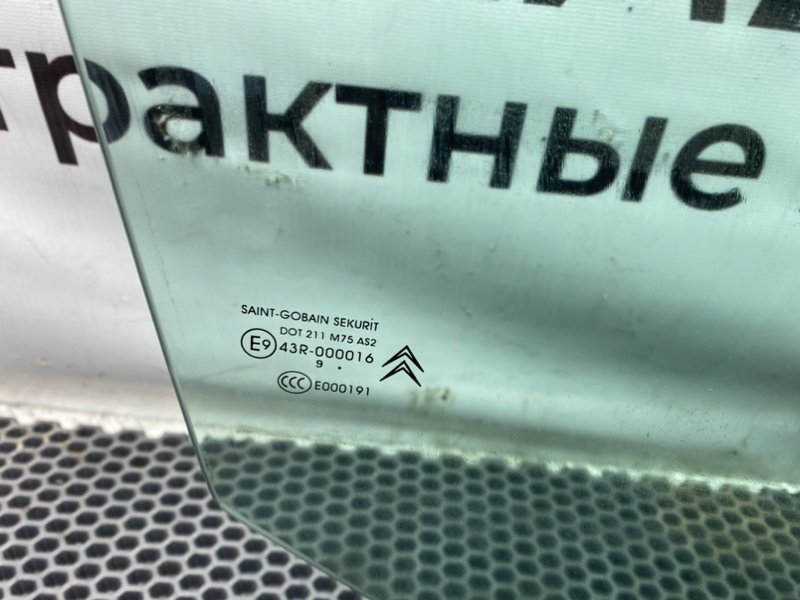 трактные
SAINT-GOBAIN SEKURIT
DOT 211 M75 AS2
E9 43R-000016
9 .
CCC E000191